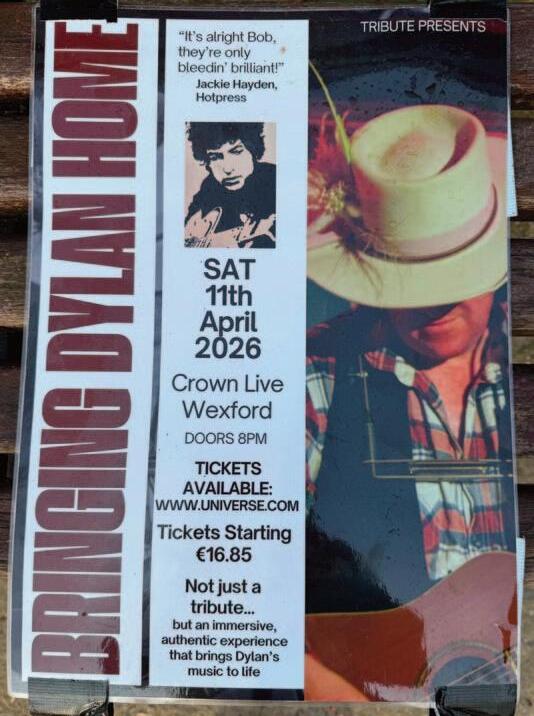 BRINGING DYLAN HOME
"It's alright Bob,
they're only
bleedin' brilliant!"
Jackie Hayden,
Hotpress
SAT
11th
April
2026
Crown Live
Wexford
DOORS 8PM
TICKETS
AVAILABLE:
WWW.UNIVERSE.COM
Tickets Starting
€16.85
Not just a
tribute...
but an immersive,
authentic experience
that brings Dylan's
music to life
TRIBUTE PRESENTS